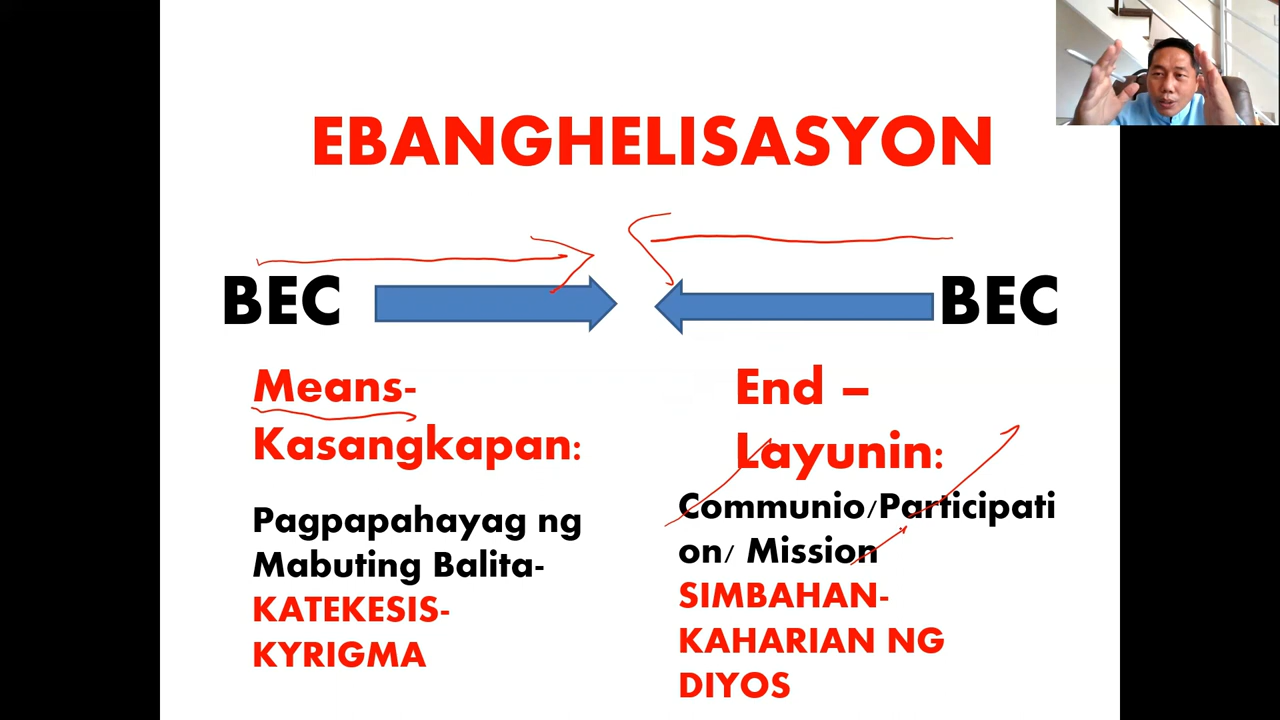 EBANGHELISASYON
BEC BEC
Means-
Kasangkapan:
Pagpapahayag ng
Mabuting Balita-
KATEKESIS-
KYRIGMA
End –
Layunin:
Communio/Participati
on/ Mission
SIMBAHAN-
KAHARIAN NG
DIYOS